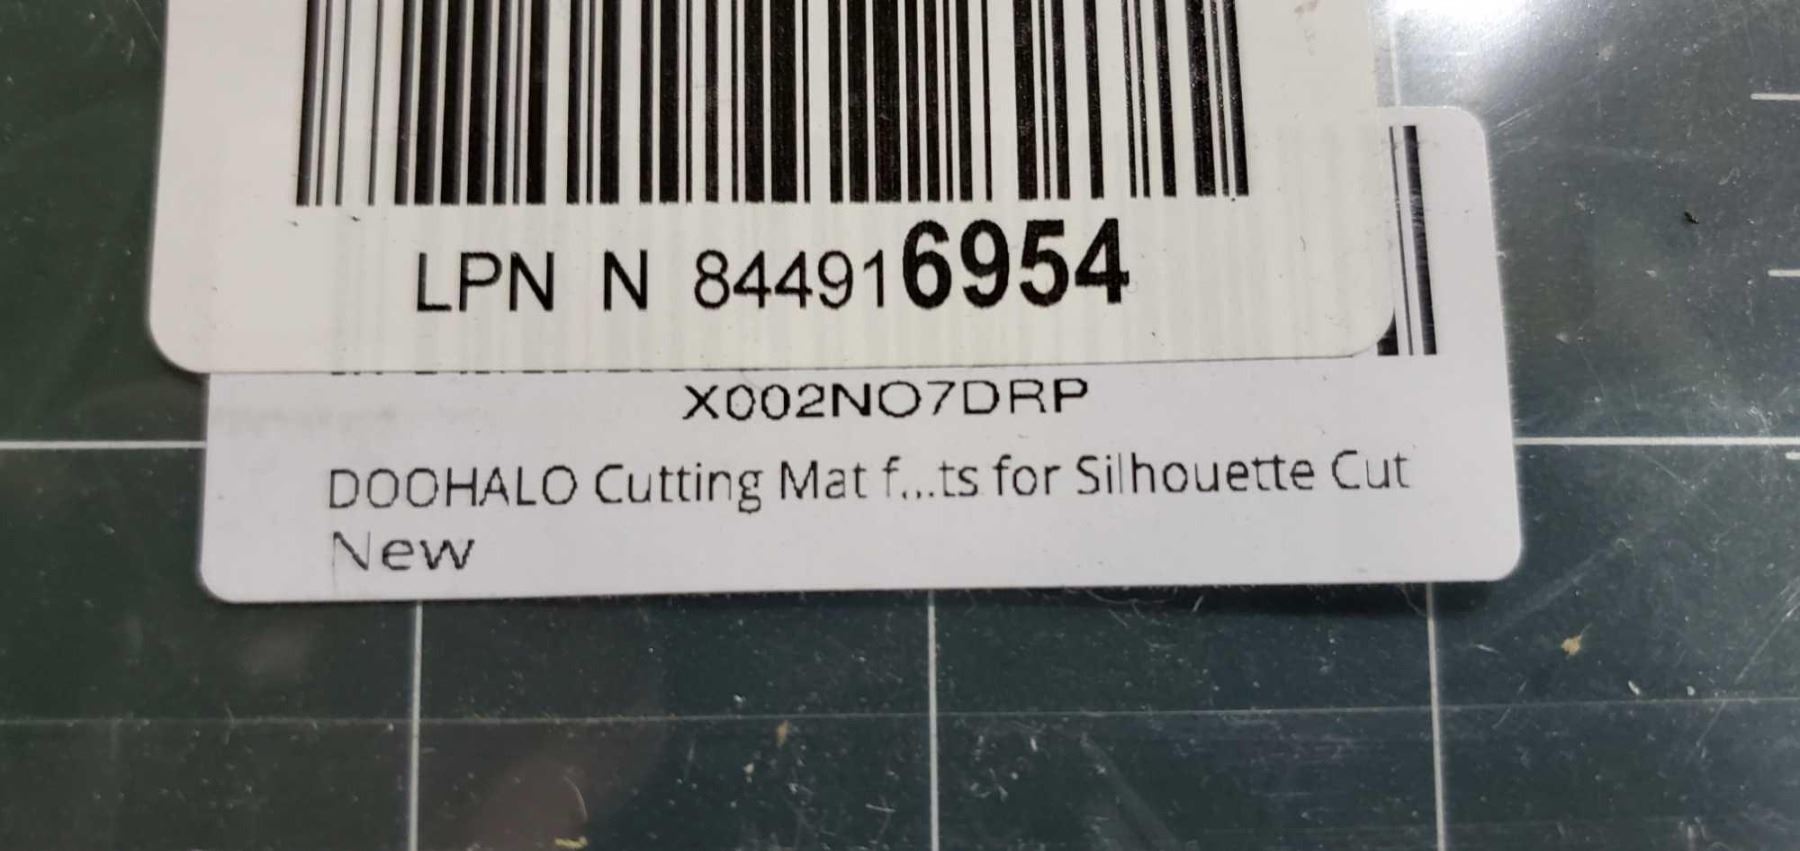 LPN N 844916954
X002NO7DRP
DOOHALO Cutting Mat f...ts for Silhouette Cut
New